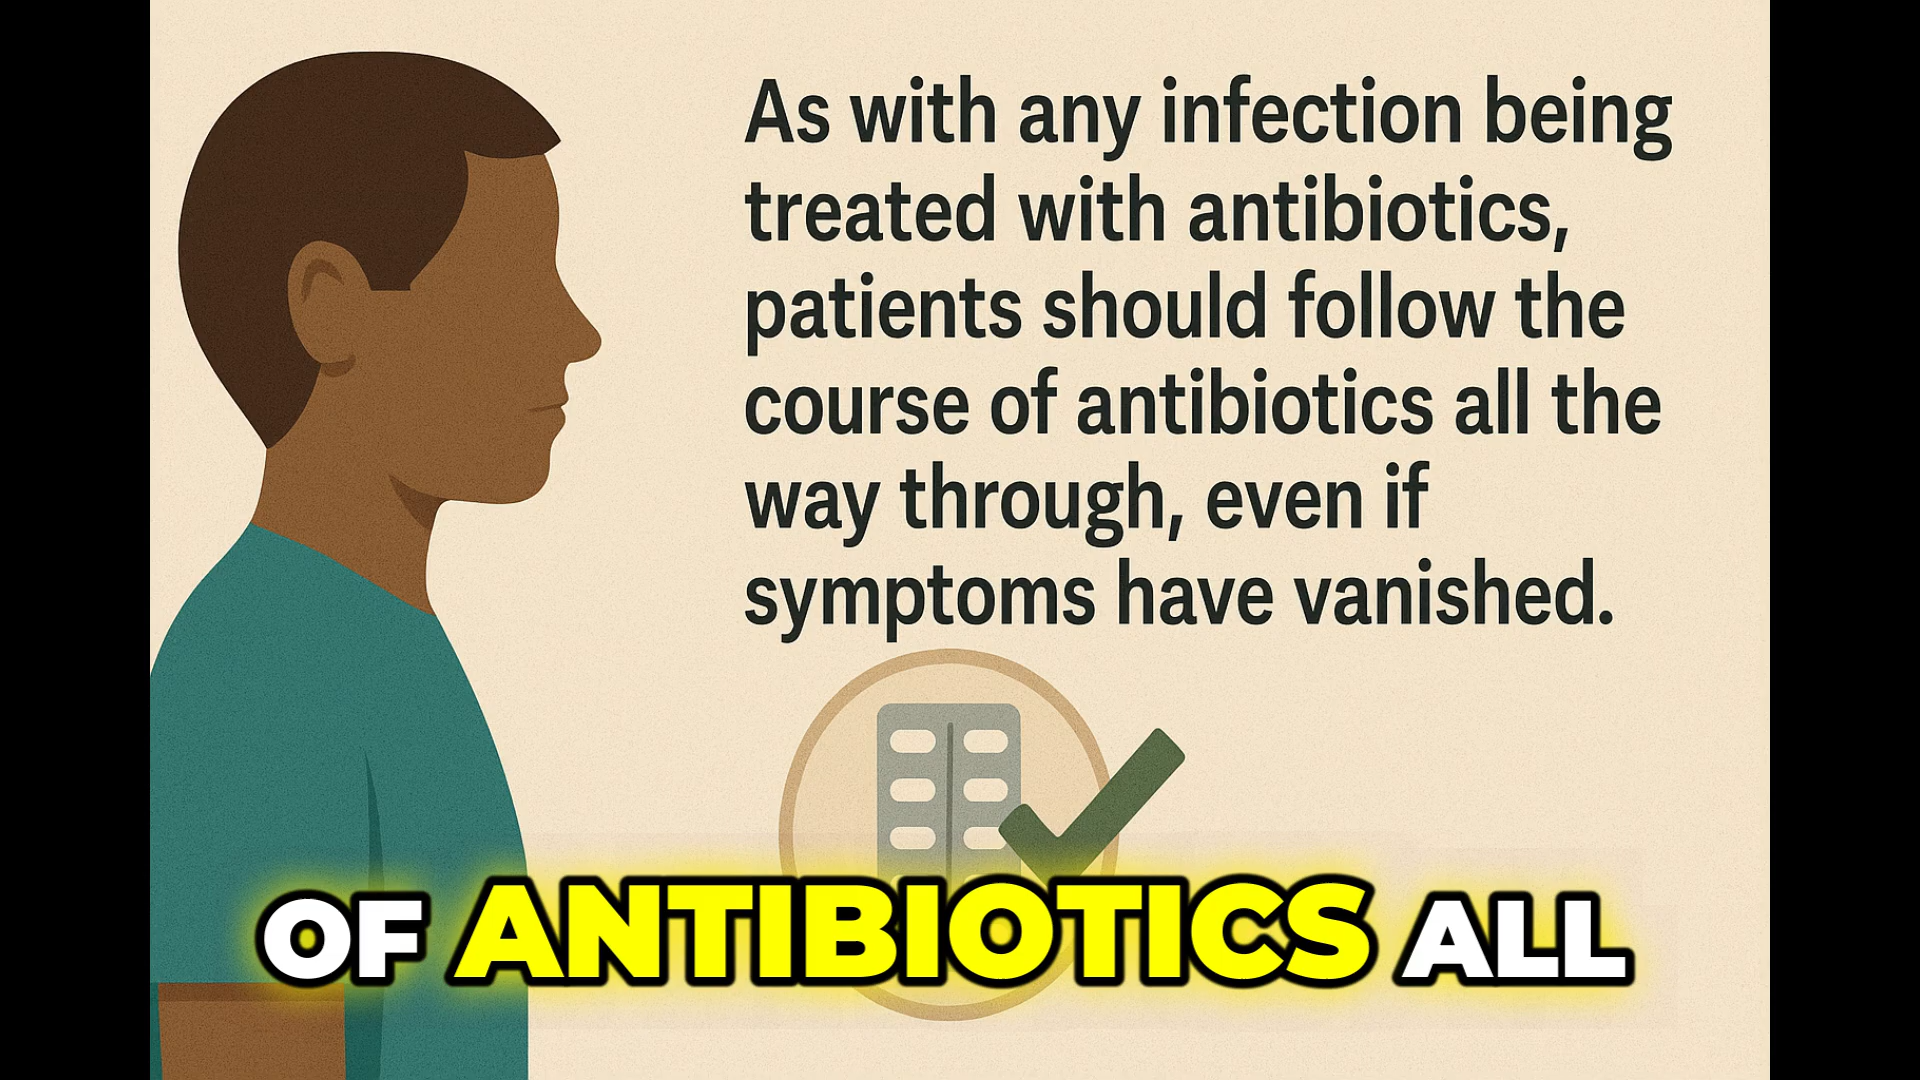 As with any infection being
treated with antibiotics,
patients should follow the
course of antibiotics all the
way through, even if
symptoms have vanished.
OF ANTIBIOTICS ALL